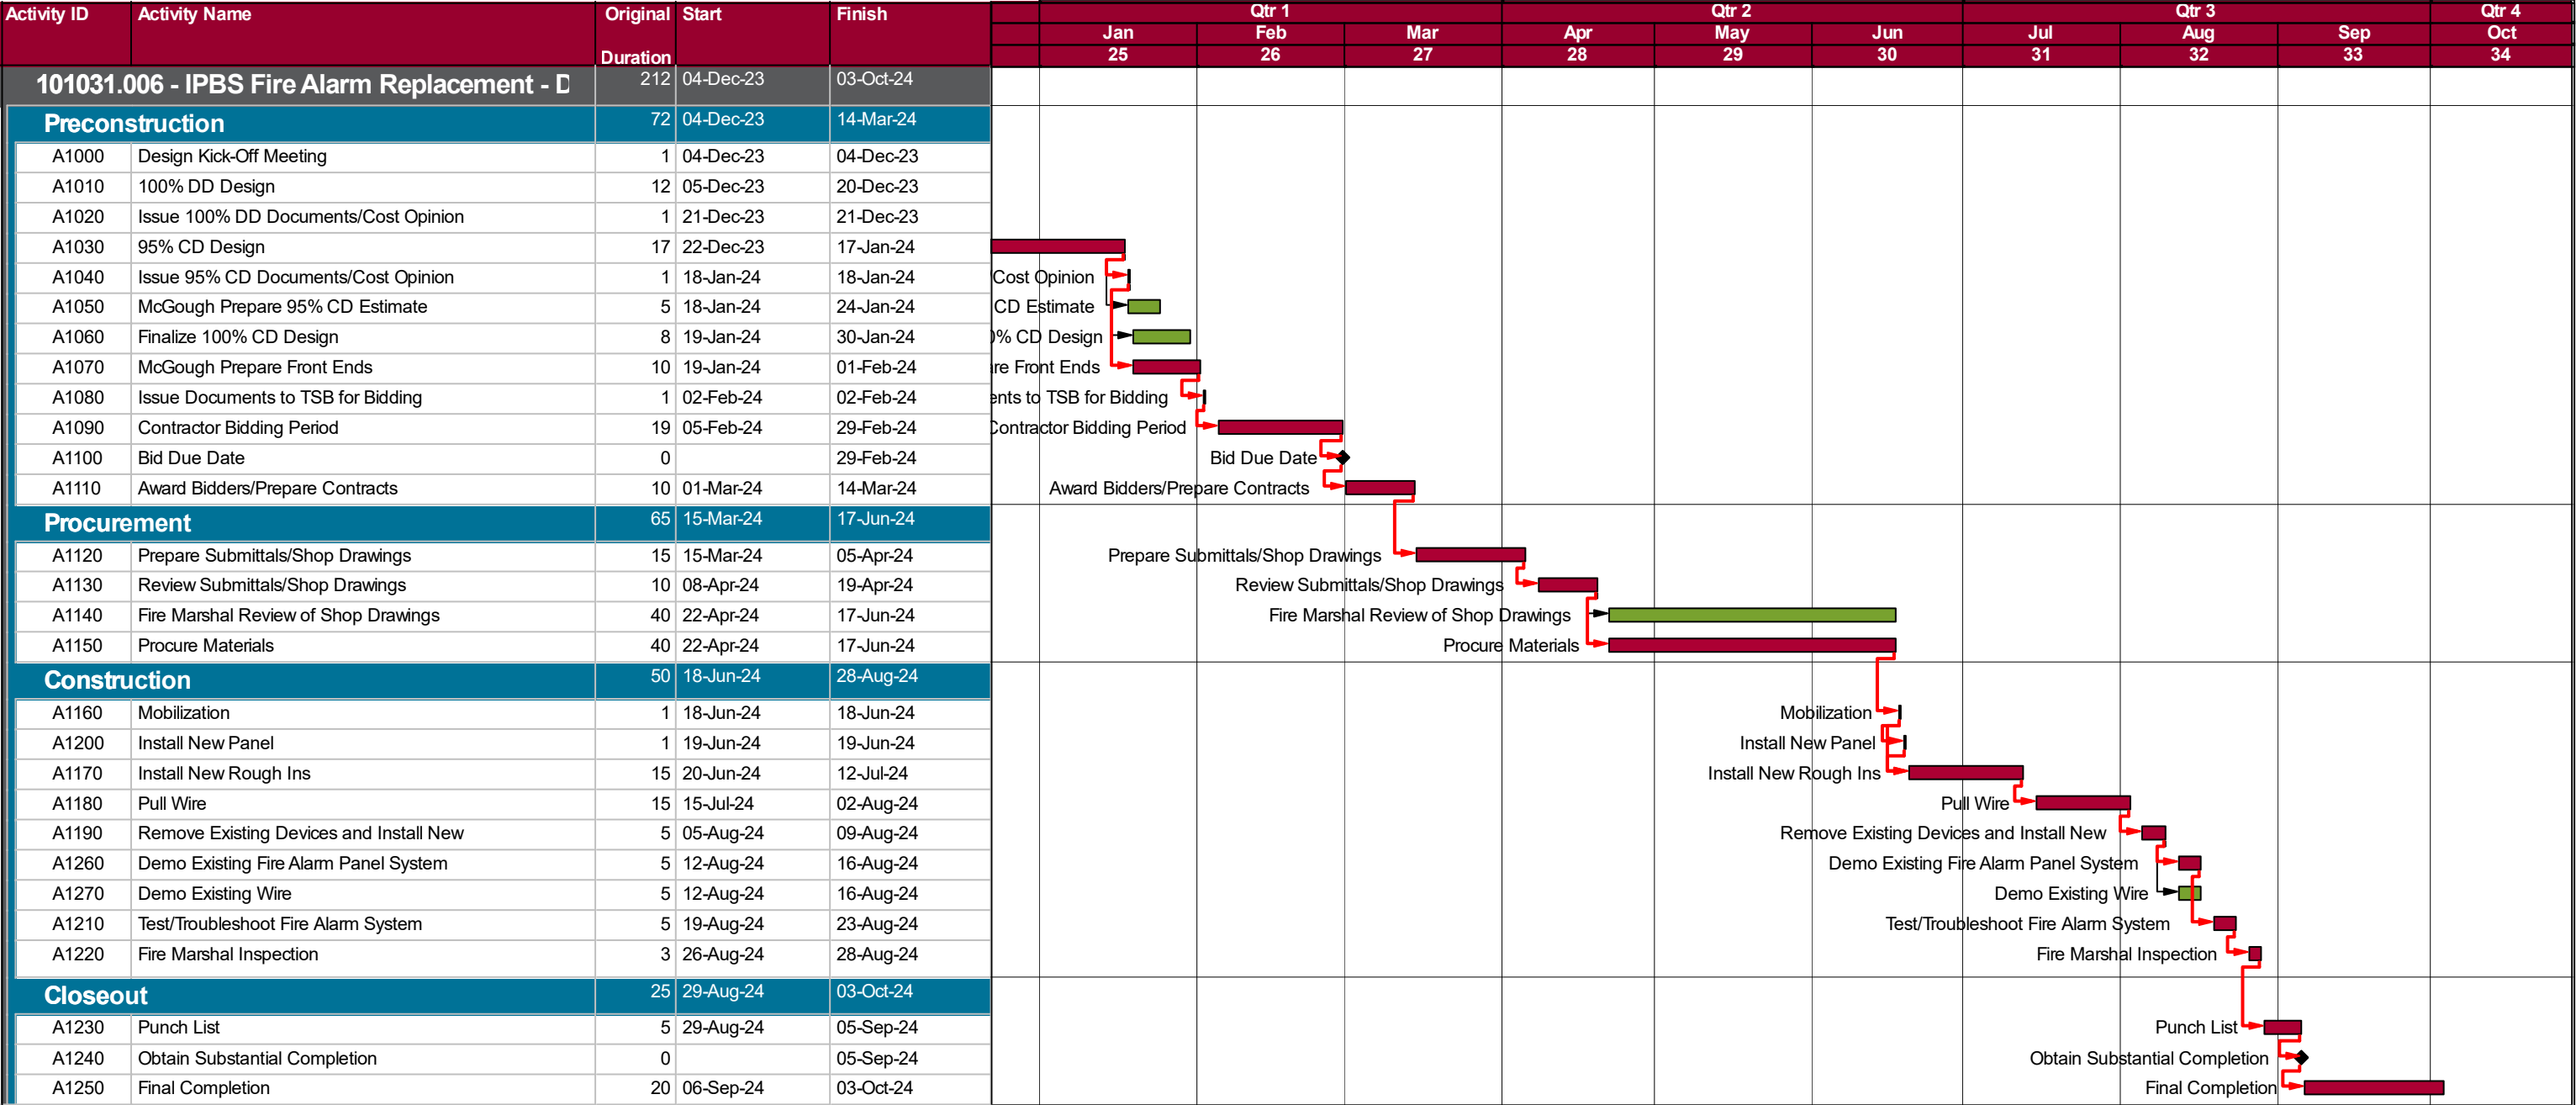 Activity ID Activity Name Original Duration Start Finish Qtr 1 Qtr 2 Qtr 3 Qtr 4
Jan Feb Mar Apr May Jun Jul Aug Sep Oct
25 26 27 28 29 30 31 32 33 34
101031.006 - IPBS Fire Alarm Replacement - D 212 04-Dec-23 03-Oct-24
Preconstruction 72 04-Dec-23 14-Mar-24
A1000 Design Kick-Off Meeting 1 04-Dec-23 04-Dec-23
A1010 100% DD Design 12 05-Dec-23 20-Dec-23
A1020 Issue 100% DD Documents/Cost Opinion 1 21-Dec-23 21-Dec-23
A1030 95% CD Design 17 22-Dec-23 17-Jan-24
A1040 Issue 95% CD Documents/Cost Opinion 1 18-Jan-24 18-Jan-24 /Cost Opinion
A1050 McGough Prepare 95% CD Estimate 5 18-Jan-24 24-Jan-24 CD Estimate
A1060 Finalize 100% CD Design 8 19-Jan-24 30-Jan-24 0% CD Design
A1070 McGough Prepare Front Ends 10 19-Jan-24 01-Feb-24 are Front Ends
A1080 Issue Documents to TSB for Bidding 1 02-Feb-24 02-Feb-24 ents to TSB for Bidding
A1090 Contractor Bidding Period 19 05-Feb-24 29-Feb-24 Contractor Bidding Period
A1100 Bid Due Date 0 29-Feb-24 Bid Due Date
A1110 Award Bidders/Prepare Contracts 10 01-Mar-24 14-Mar-24 Award Bidders/Prepare Contracts
Procurement 65 15-Mar-24 17-Jun-24
A1120 Prepare Submittals/Shop Drawings 15 15-Mar-24 05-Apr-24 Prepare Submittals/Shop Drawings
A1130 Review Submittals/Shop Drawings 10 08-Apr-24 19-Apr-24 Review Submittals/Shop Drawings
A1140 Fire Marshal Review of Shop Drawings 40 22-Apr-24 17-Jun-24 Fire Marshal Review of Shop Drawings
A1150 Procure Materials 40 22-Apr-24 17-Jun-24 Procure Materials
Construction 50 18-Jun-24 28-Aug-24
A1160 Mobilization 1 18-Jun-24 18-Jun-24 Mobilization
A1200 Install New Panel 1 19-Jun-24 19-Jun-24 Install New Panel
A1170 Install New Rough Ins 15 20-Jun-24 12-Jul-24 Install New Rough Ins
A1180 Pull Wire 15 15-Jul-24 02-Aug-24 Pull Wire
A1190 Remove Existing Devices and Install New 5 05-Aug-24 09-Aug-24 Remove Existing Devices and Install New
A1260 Demo Existing Fire Alarm Panel System 5 12-Aug-24 16-Aug-24 Demo Existing Fire Alarm Panel System
A1270 Demo Existing Wire 5 12-Aug-24 16-Aug-24 Demo Existing Wire
A1210 Test/Troubleshoot Fire Alarm System 5 19-Aug-24 23-Aug-24 Test/Troubleshoot Fire Alarm System
A1220 Fire Marshal Inspection 3 26-Aug-24 28-Aug-24 Fire Marshal Inspection
Closeout 25 29-Aug-24 03-Oct-24
A1230 Punch List 5 29-Aug-24 05-Sep-24 Punch List
A1240 Obtain Substantial Completion 0 05-Sep-24 Obtain Substantial Completion
A1250 Final Completion 20 06-Sep-24 03-Oct-24 Final Completion